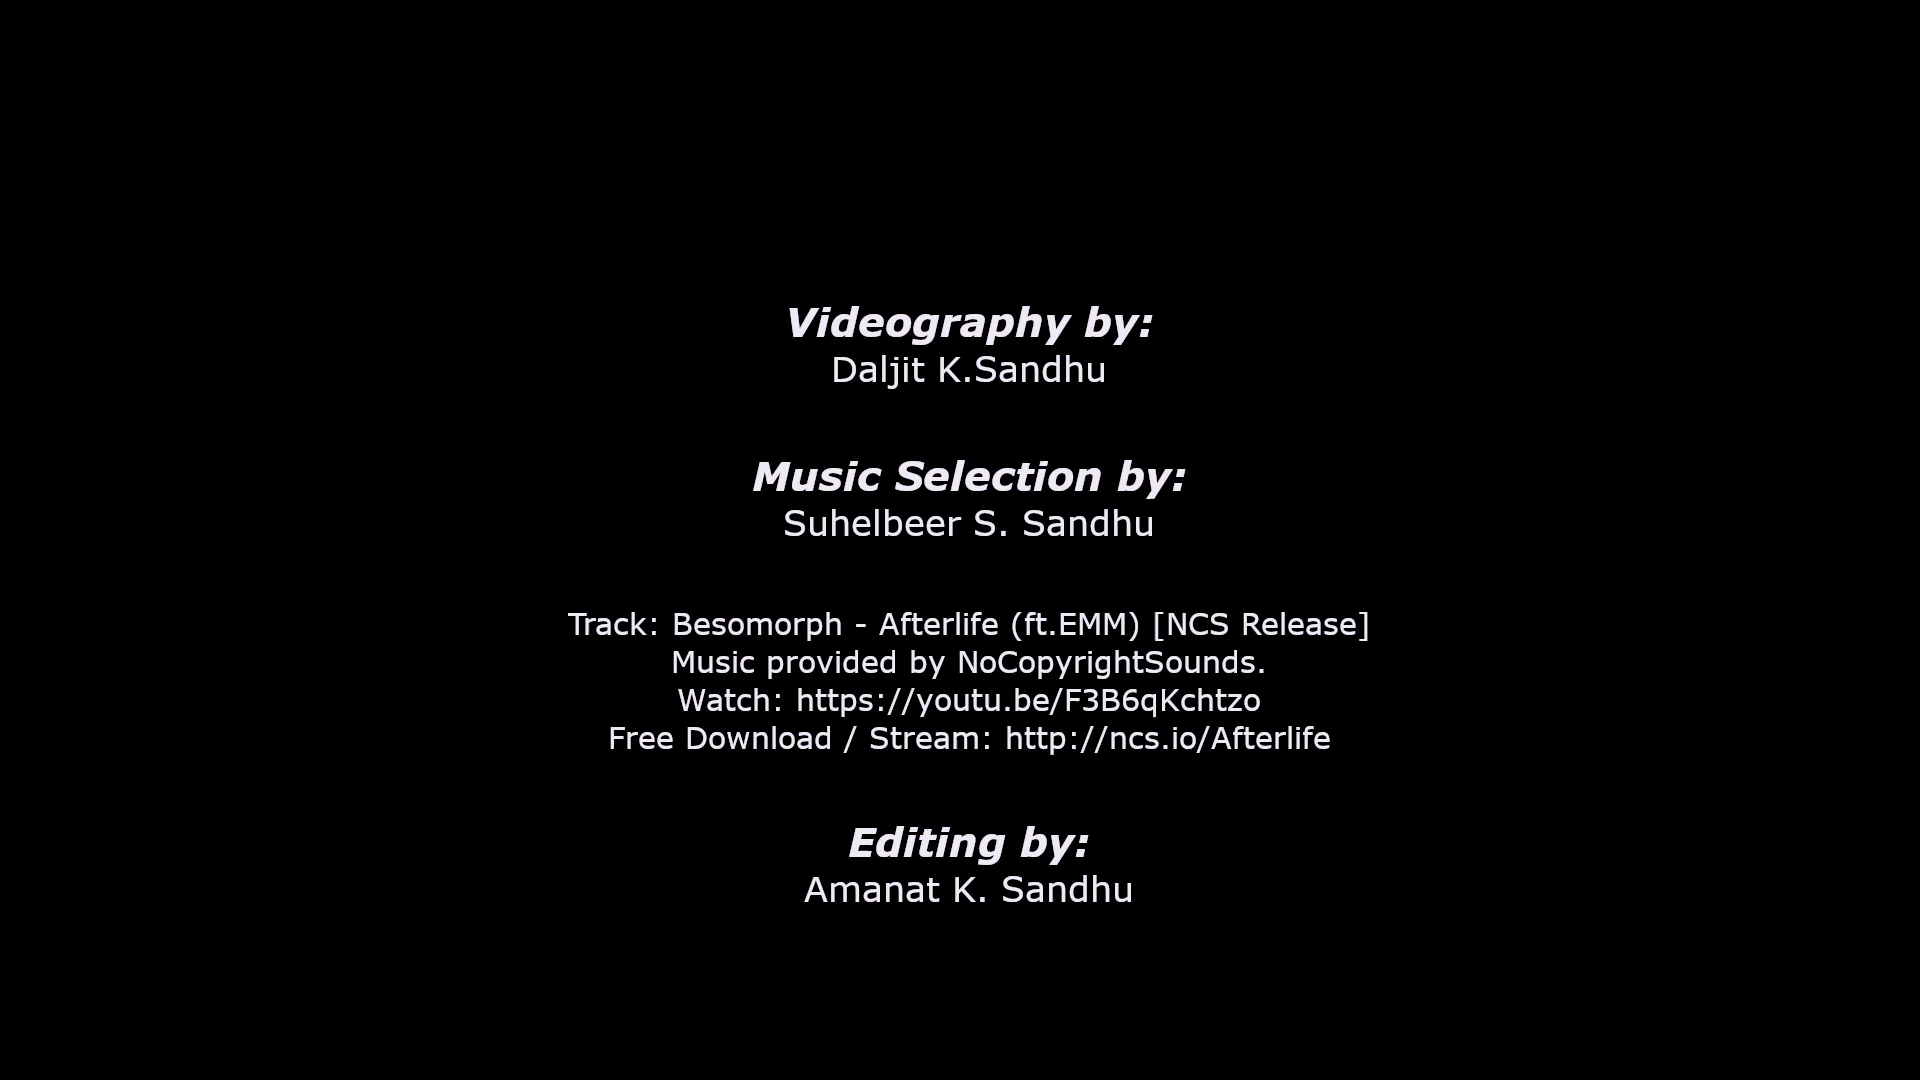 Videography by:
Daljit K.Sandhu
Music Selection by:
Suhelbeer S. Sandhu
Track: Besomorph - Afterlife (ft.EMM) [NCS Release]
Music provided by NoCopyrightSounds.
Watch: https://youtu.be/F3B6qKchtzo
Free Download / Stream: http://ncs.io/Afterlife
Editing by:
Amanat K. Sandhu